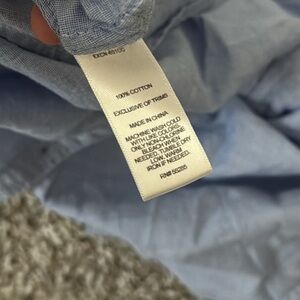 100% COTTON
EXCLUSIVE OF TRIMS
MADE IN CHINA
MACHINE WASH COLD
WITH LIKE COLORS.
ONLY NON-CHLORINE
BLEACH WHEN
NEEDED. TUMBLE DRY
LOW, WARM
IRON IF NEEDED.